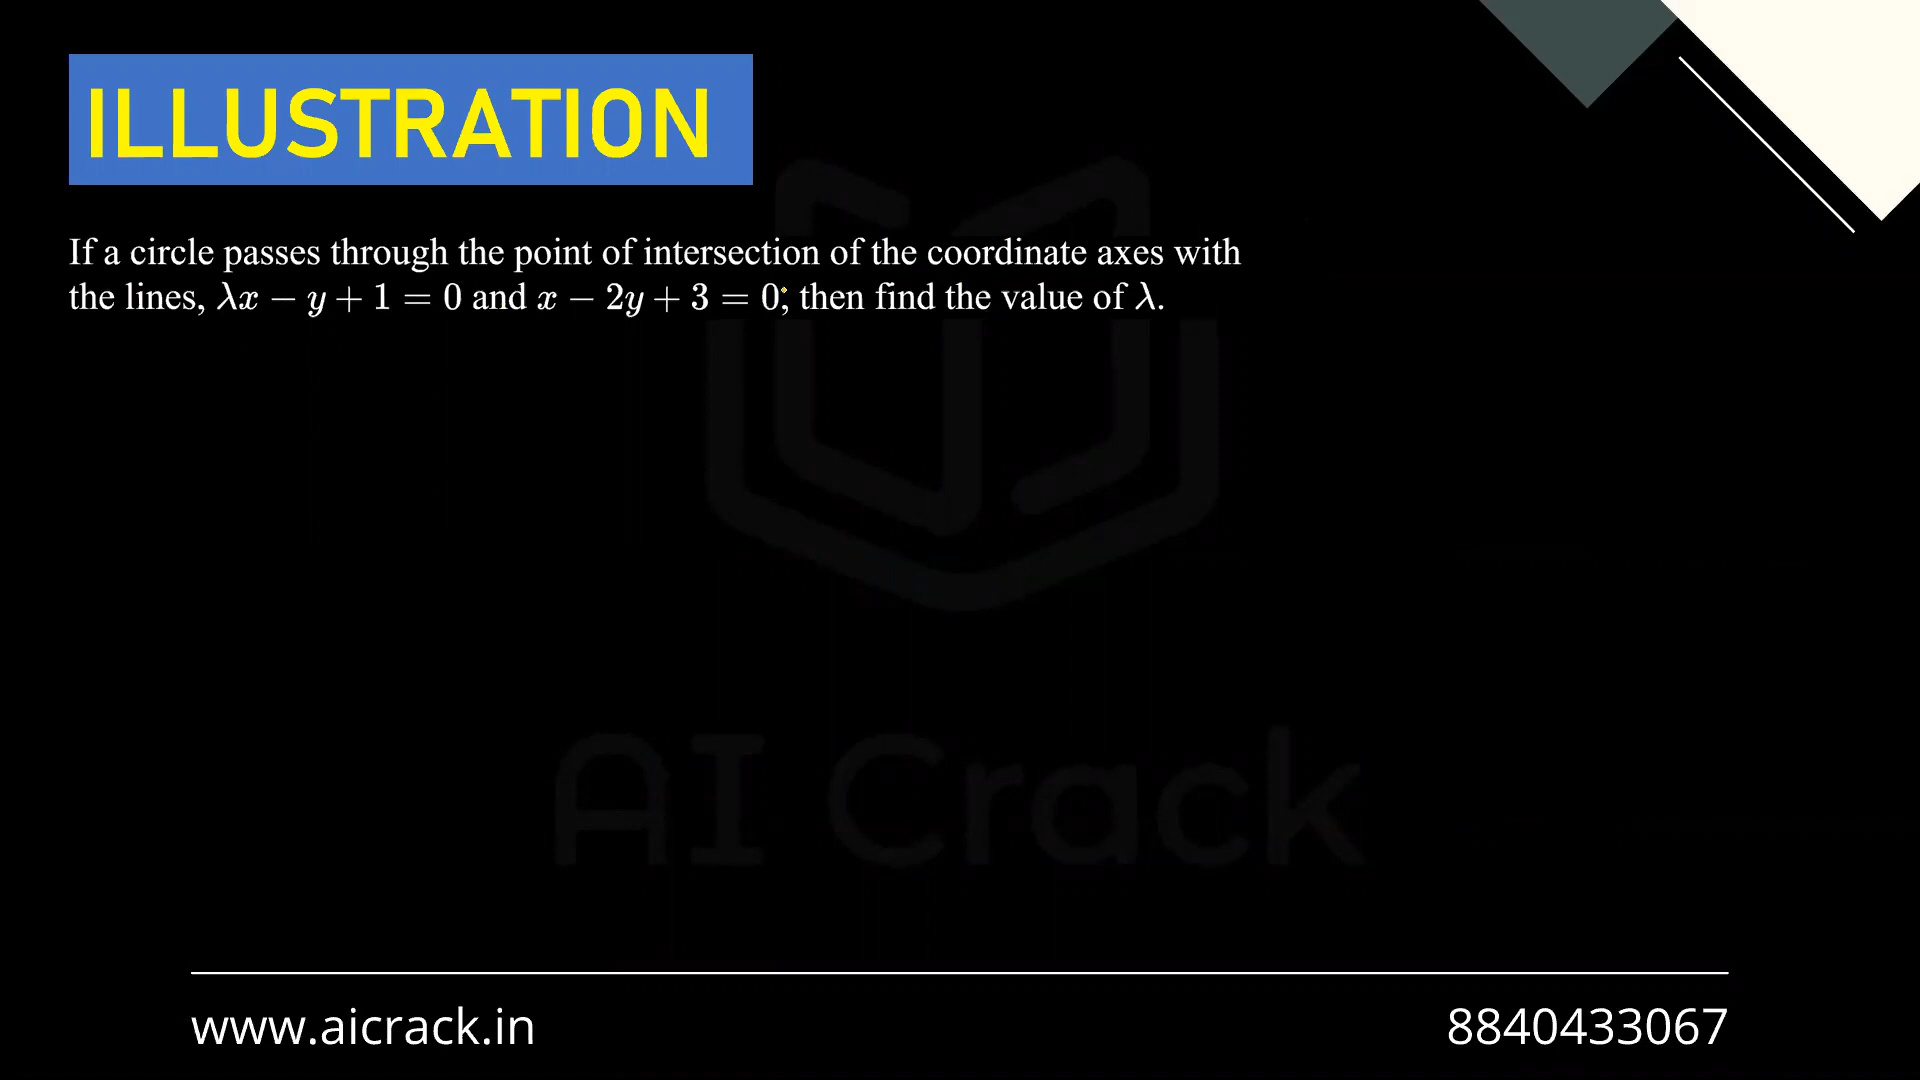 ILLUSTRATION
If a circle passes through the point of intersection of the coordinate axes with
the lines, λx − y + 1 = 0 and x − 2y + 3 = 0; then find the value of λ.
AI Crack
www.aicrack.in
8840433067